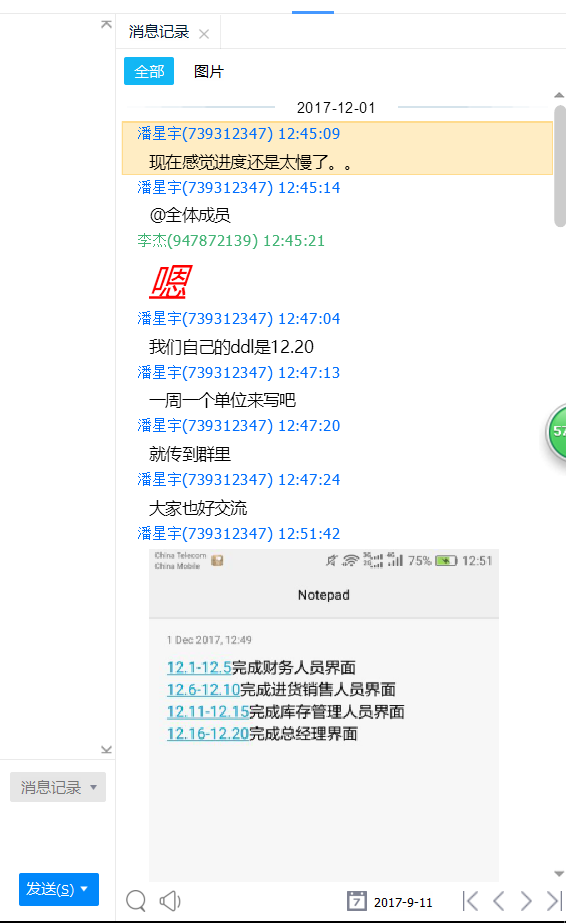 消息记录
全部 图片
2017-12-01
潘星宇(739312347) 12:45:09
现在感觉进度还是太慢了。。
潘星宇(739312347) 12:45:14
@全体成员
李杰(947872139) 12:45:21
嗯
潘星宇(739312347) 12:47:04
我们自己的ddl是12.20
潘星宇(739312347) 12:47:13
一周一个单位来写吧
潘星宇(739312347) 12:47:20
就传到群里
潘星宇(739312347) 12:47:24
大家也好交流
潘星宇(739312347) 12:51:42
China Telecom
China Mobile
75% 12:51
Notepad
1 Dec 2017, 12:49
12.1-12.5完成财务人员界面
12.6-12.10完成进货销售人员界面
12.11-12.15完成库存管理人员界面
12.16-12.20完成总经理界面
消息记录
发送(S)
7 2017-9-11
57